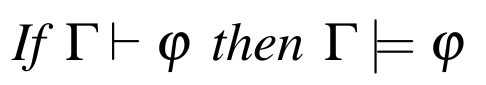 If Γ ⊢ φ then Γ ⊨ φ